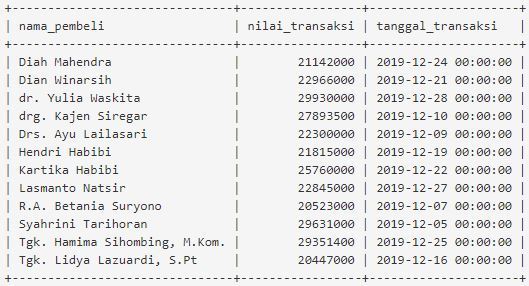 +------------------------------+-----------------+---------------------+
| nama_pembeli                 | nilai_transaksi | tanggal_transaksi   |
+------------------------------+-----------------+---------------------+
| Diah Mahendra                |        21142000 | 2019-12-24 00:00:00 |
| Dian Winarsih                |        22966000 | 2019-12-21 00:00:00 |
| dr. Yulia Waskita            |        29930000 | 2019-12-28 00:00:00 |
| drg. Kajen Siregar           |        27893500 | 2019-12-10 00:00:00 |
| Drs. Ayu Lailasari           |        22300000 | 2019-12-09 00:00:00 |
| Hendri Habibi                |        21815000 | 2019-12-19 00:00:00 |
| Kartika Habibi               |        25760000 | 2019-12-22 00:00:00 |
| Lasmanto Natsir              |        22845000 | 2019-12-27 00:00:00 |
| R.A. Betania Suryono         |        20523000 | 2019-12-07 00:00:00 |
| Syahrini Tarihoran           |        29631000 | 2019-12-05 00:00:00 |
| Tgk. Hamima Sihombing, M.Kom. |        29351400 | 2019-12-25 00:00:00 |
| Tgk. Lidya Lazuardi, S.Pt    |        20447000 | 2019-12-16 00:00:00 |
+------------------------------+-----------------+---------------------+